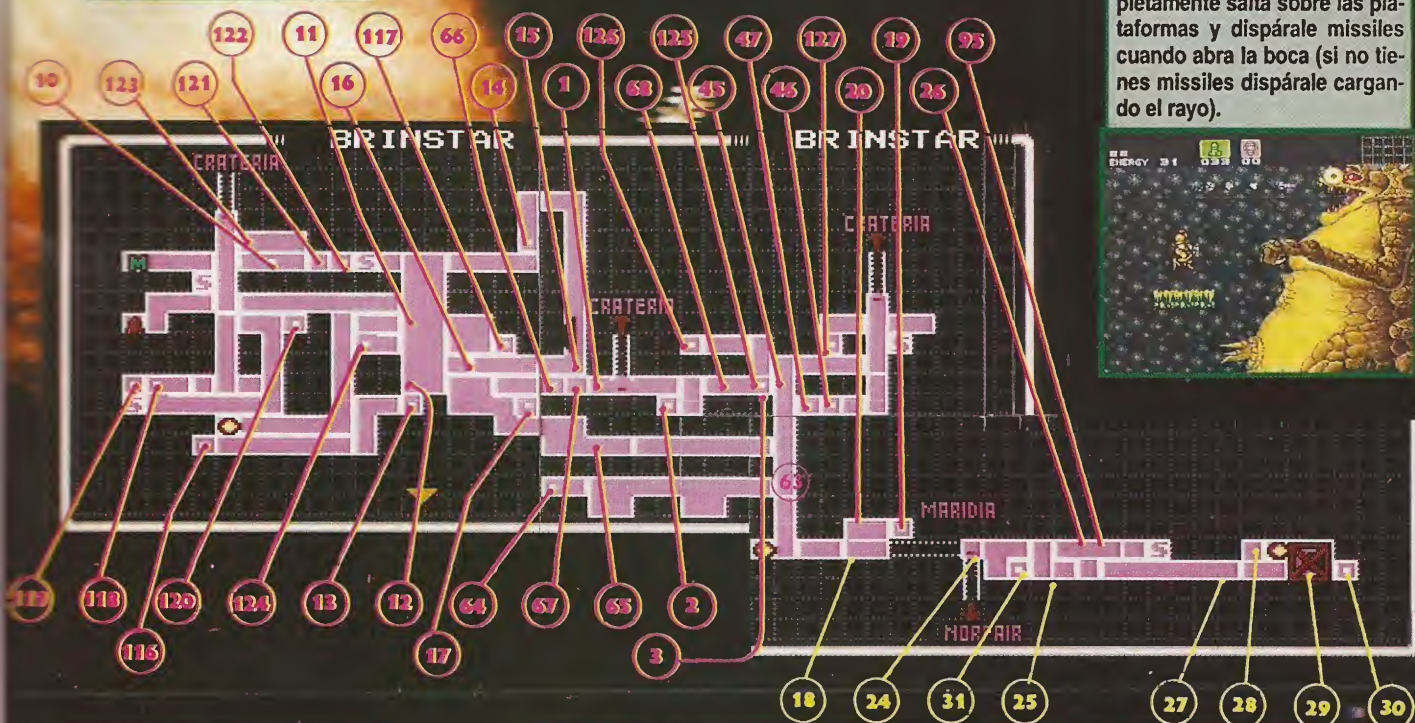 pletamente salta sobre las pla-
taformas y dispárale missiles
cuando abra la boca (si no tie-
nes missiles dispárale cargan-
do el rayo).
ENERGY 31 033 00
122 11 117 66 15 126 125 47 127 19 95
10 123 121 16 14 1 68 45 46 20 26
BRINSTAR BRINSTAR
CRATERIA
CRATERIA
M S
S
CRATERIA
S
S
63
MARIDIA
S
NORFAIR
118 120 124 13 12 64 67 65 2
116 17 3
18 24 31 25 27 28 29 30